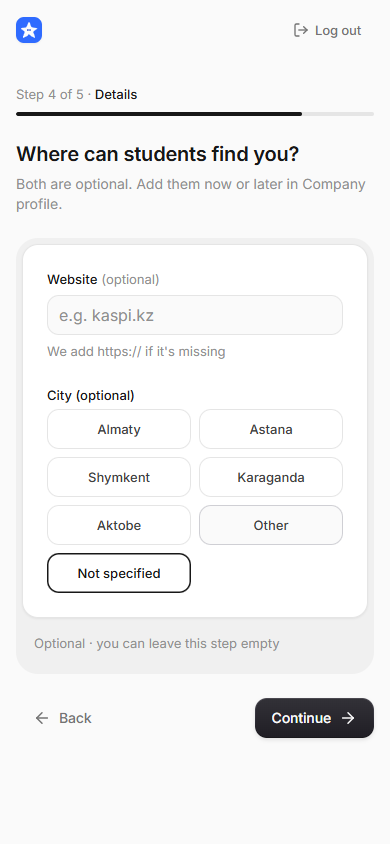 Log out
Step 4 of 5 · Details
Where can students find you?
Both are optional. Add them now or later in Company
profile.
Website (optional)
e.g. kaspi.kz
We add https:// if it's missing
City (optional)
Almaty
Astana
Shymkent
Karaganda
Aktobe
Other
Not specified
Optional · you can leave this step empty
Back
Continue